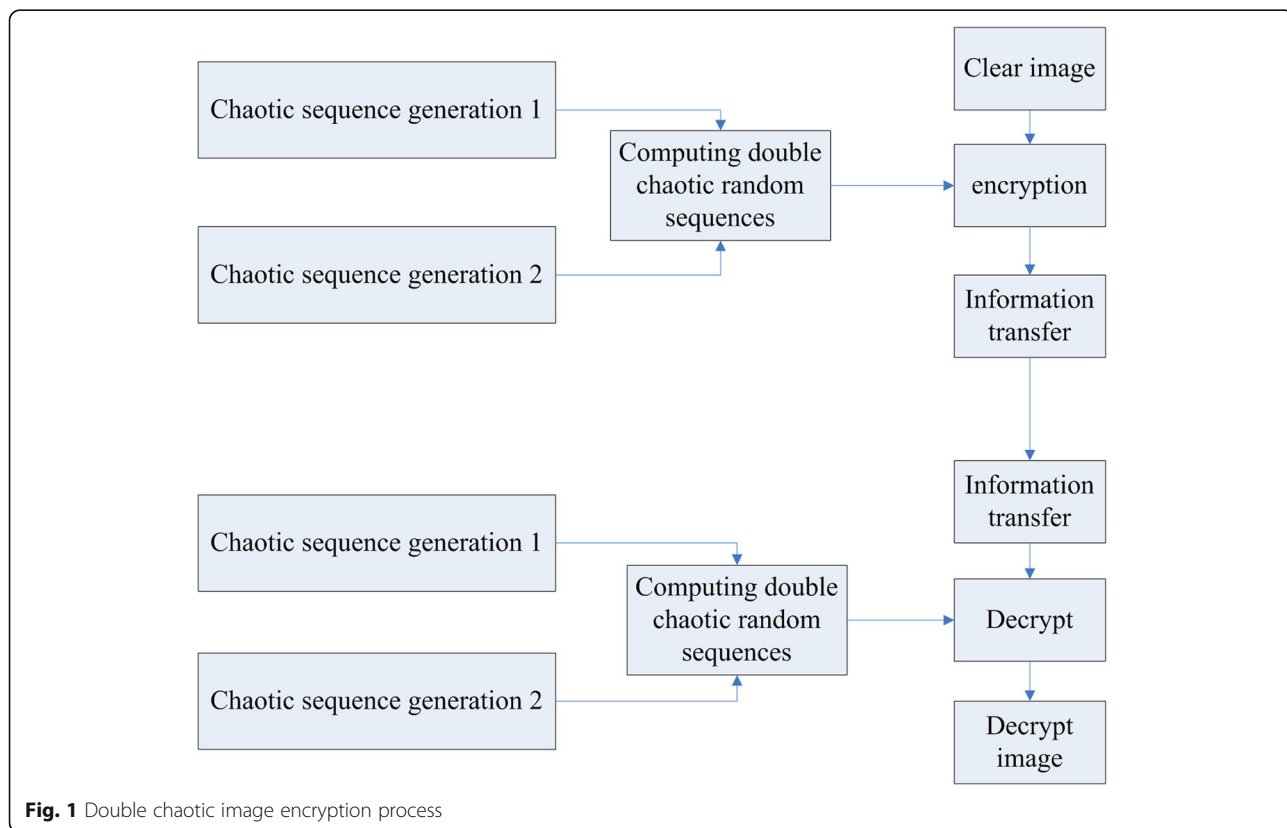 Clear image
Chaotic sequence generation 1
Computing double
chaotic random
sequences
encryption
Chaotic sequence generation 2
Information
transfer
Information
transfer
Chaotic sequence generation 1
Computing double
chaotic random
sequences
Decrypt
Chaotic sequence generation 2
Decrypt
image
Fig. 1 Double chaotic image encryption process